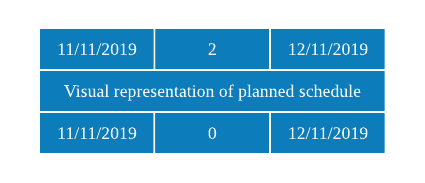 11/11/2019 2 12/11/2019
Visual representation of planned schedule
11/11/2019 0 12/11/2019